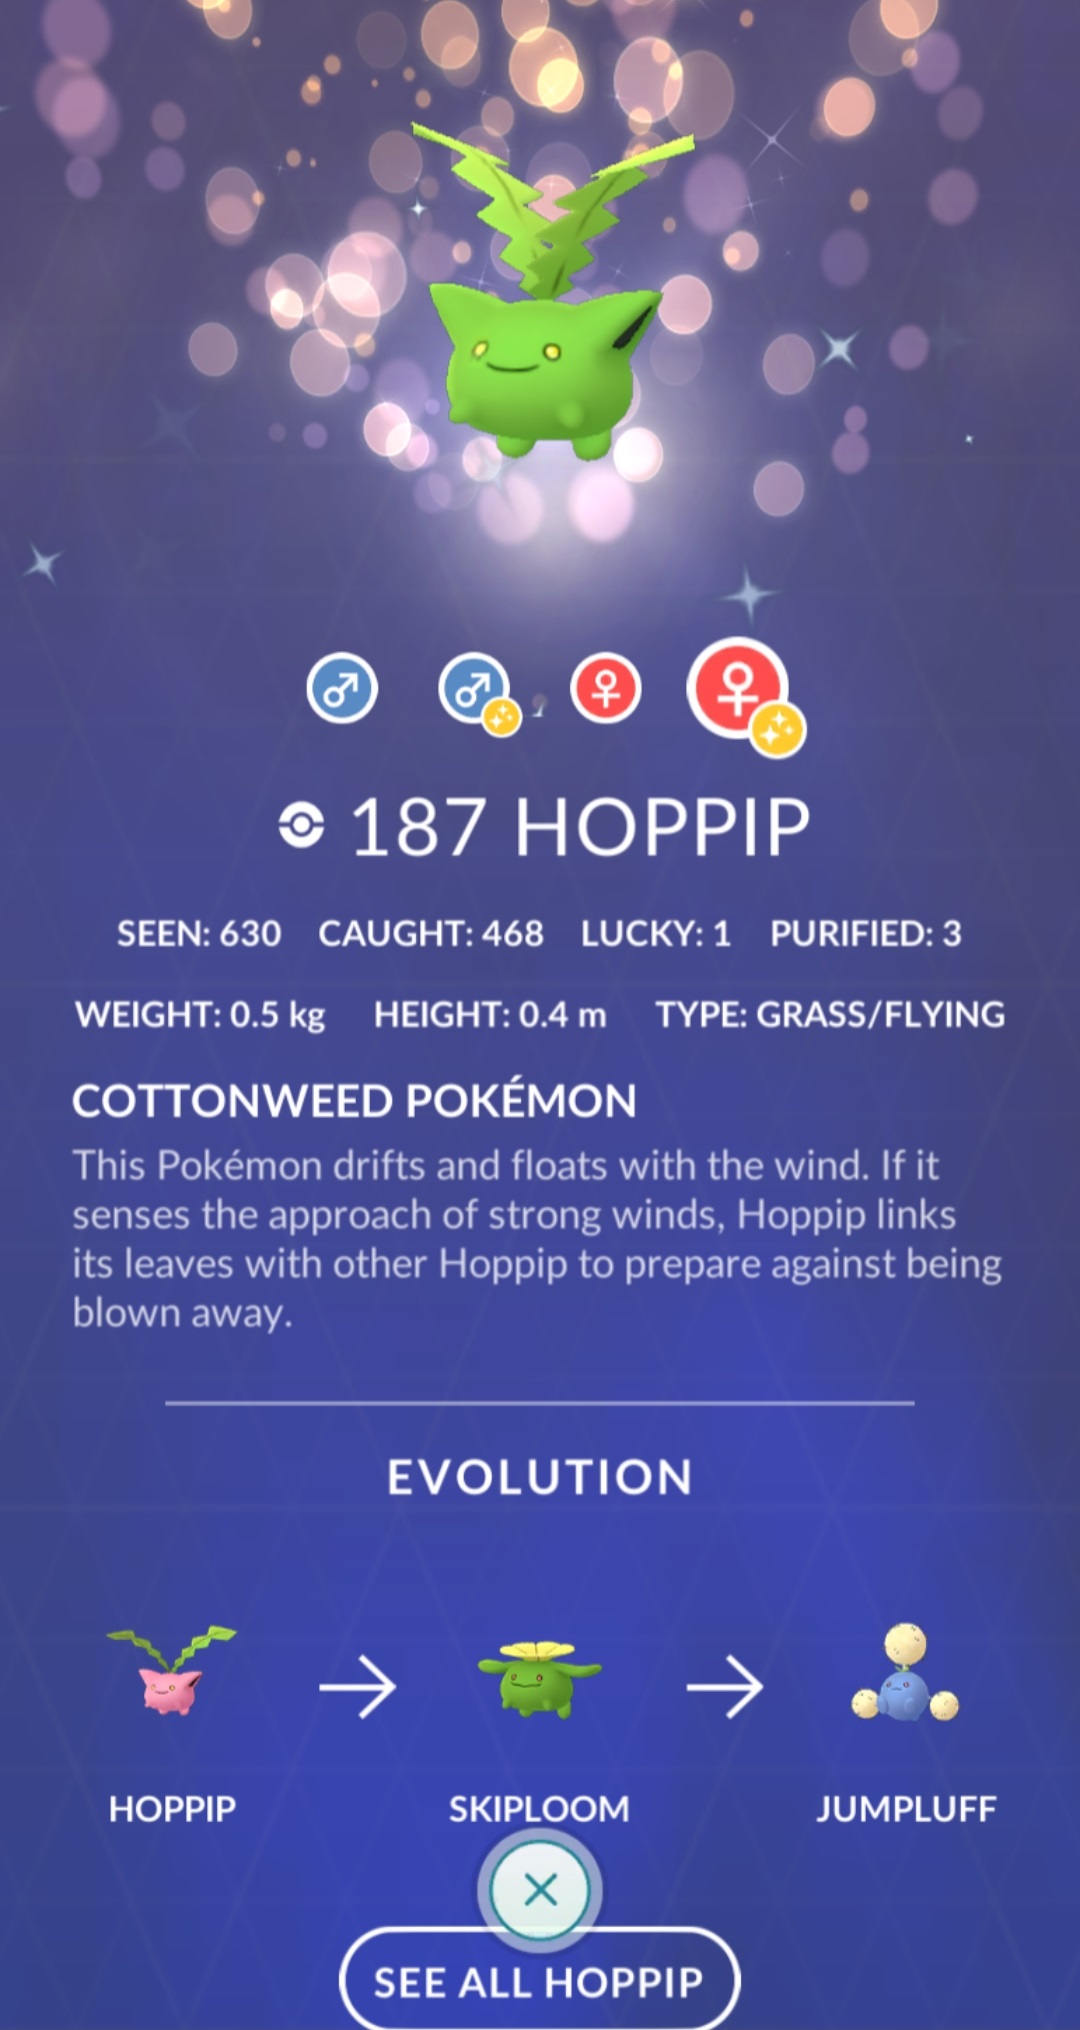 187 HOPPIP
SEEN: 630 CAUGHT: 468 LUCKY: 1 PURIFIED: 3
WEIGHT: 0.5 kg HEIGHT: 0.4 m TYPE: GRASS/FLYING
COTTONWEED POKÉMON
This Pokémon drifts and floats with the wind. If it
senses the approach of strong winds, Hoppip links
its leaves with other Hoppip to prepare against being
blown away.
EVOLUTION
HOPPIP SKIPLOOM JUMPLUFF
SEE ALL HOPPIP